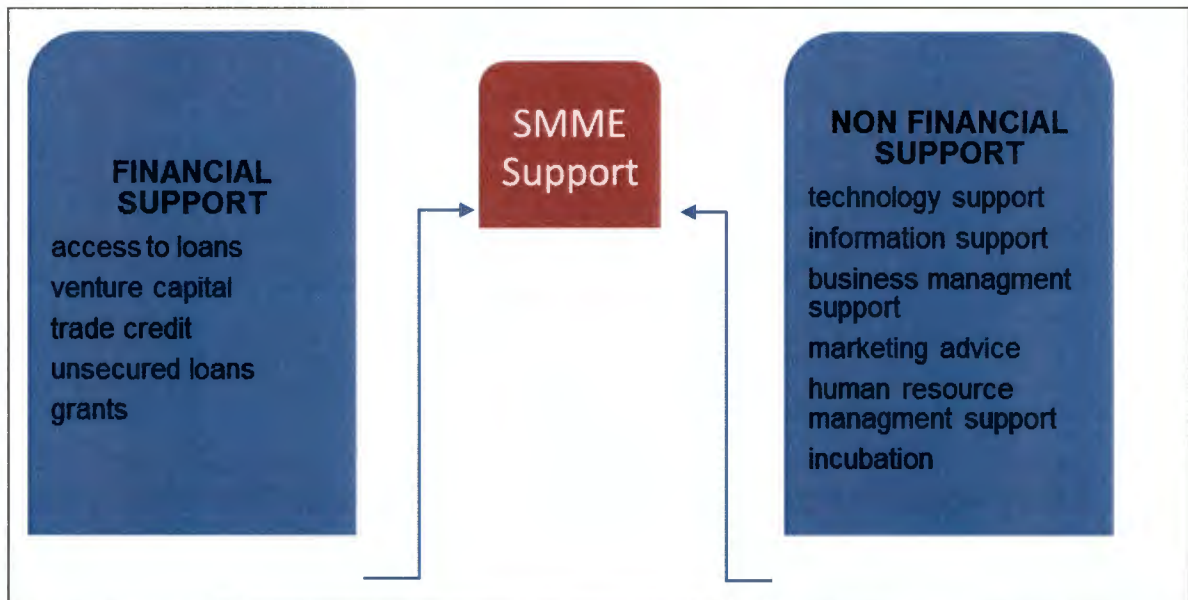 FINANCIAL
SUPPORT
access to loans
venture capital
trade credit
unsecured loans
grants
SMME
Support
NON FINANCIAL
SUPPORT
technology support
information support
business managment
support
marketing advice
human resource
managment support
incubation